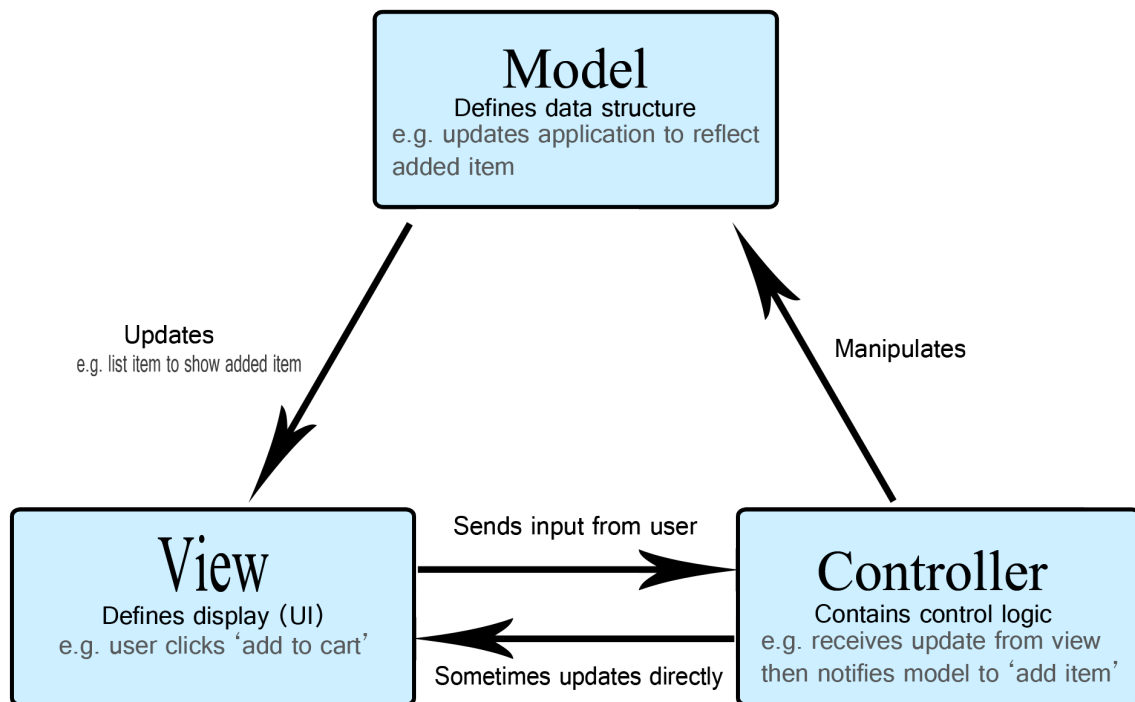 Model
Defines data structure
e.g. updates application to reflect
added item
Updates
e.g. list item to show added item
Manipulates
View
Defines display (UI)
e.g. user clicks ‘add to cart’
Sends input from user
Sometimes updates directly
Controller
Contains control logic
e.g. receives update from view
then notifies model to ‘add item’